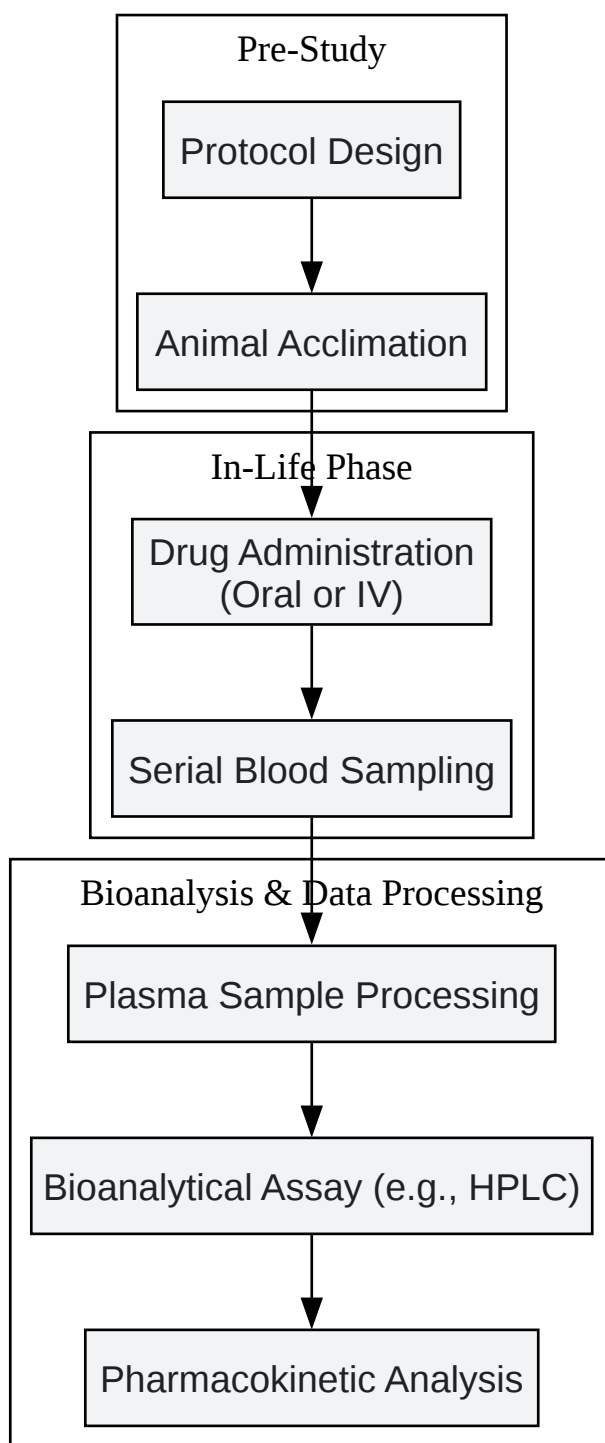 Pre-Study
Protocol Design
Animal Acclimation
In-Life Phase
Drug Administration
(Oral or IV)
Serial Blood Sampling
Bioanalysis & Data Processing
Plasma Sample Processing
Bioanalytical Assay (e.g., HPLC)
Pharmacokinetic Analysis